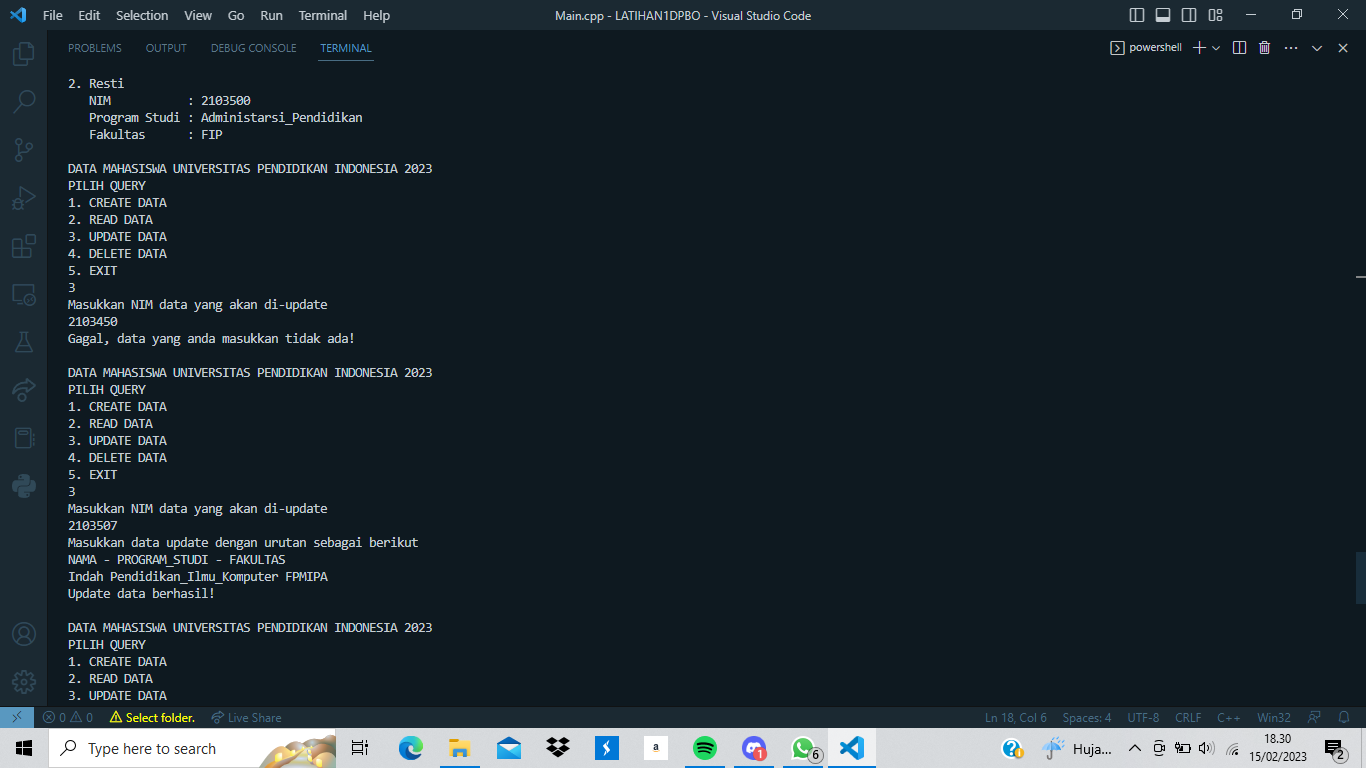 File Edit Selection View Go Run Terminal Help Main.cpp - LATIHAN1DPBO - Visual Studio Code
PROBLEMS OUTPUT DEBUG CONSOLE TERMINAL powershell
2. Resti
NIM : 2103500
Program Studi : Administarsi_Pendidikan
Fakultas : FIP
DATA MAHASISWA UNIVERSITAS PENDIDIKAN INDONESIA 2023
PILIH QUERY
1. CREATE DATA
2. READ DATA
3. UPDATE DATA
4. DELETE DATA
5. EXIT
3
Masukkan NIM data yang akan di-update
2103450
Gagal, data yang anda masukkan tidak ada!
DATA MAHASISWA UNIVERSITAS PENDIDIKAN INDONESIA 2023
PILIH QUERY
1. CREATE DATA
2. READ DATA
3. UPDATE DATA
4. DELETE DATA
5. EXIT
3
Masukkan NIM data yang akan di-update
2103507
Masukkan data update dengan urutan sebagai berikut
NAMA - PROGRAM_STUDI - FAKULTAS
Indah Pendidikan_Ilmu_Komputer FPMIPA
Update data berhasil!
DATA MAHASISWA UNIVERSITAS PENDIDIKAN INDONESIA 2023
PILIH QUERY
1. CREATE DATA
2. READ DATA
3. UPDATE DATA
0 0 Select folder. Live Share Ln 18, Col 6 Spaces: 4 UTF-8 CRLF C++ Win32
Type here to search a 1 6 Huja... 18.30
15/02/2023 2